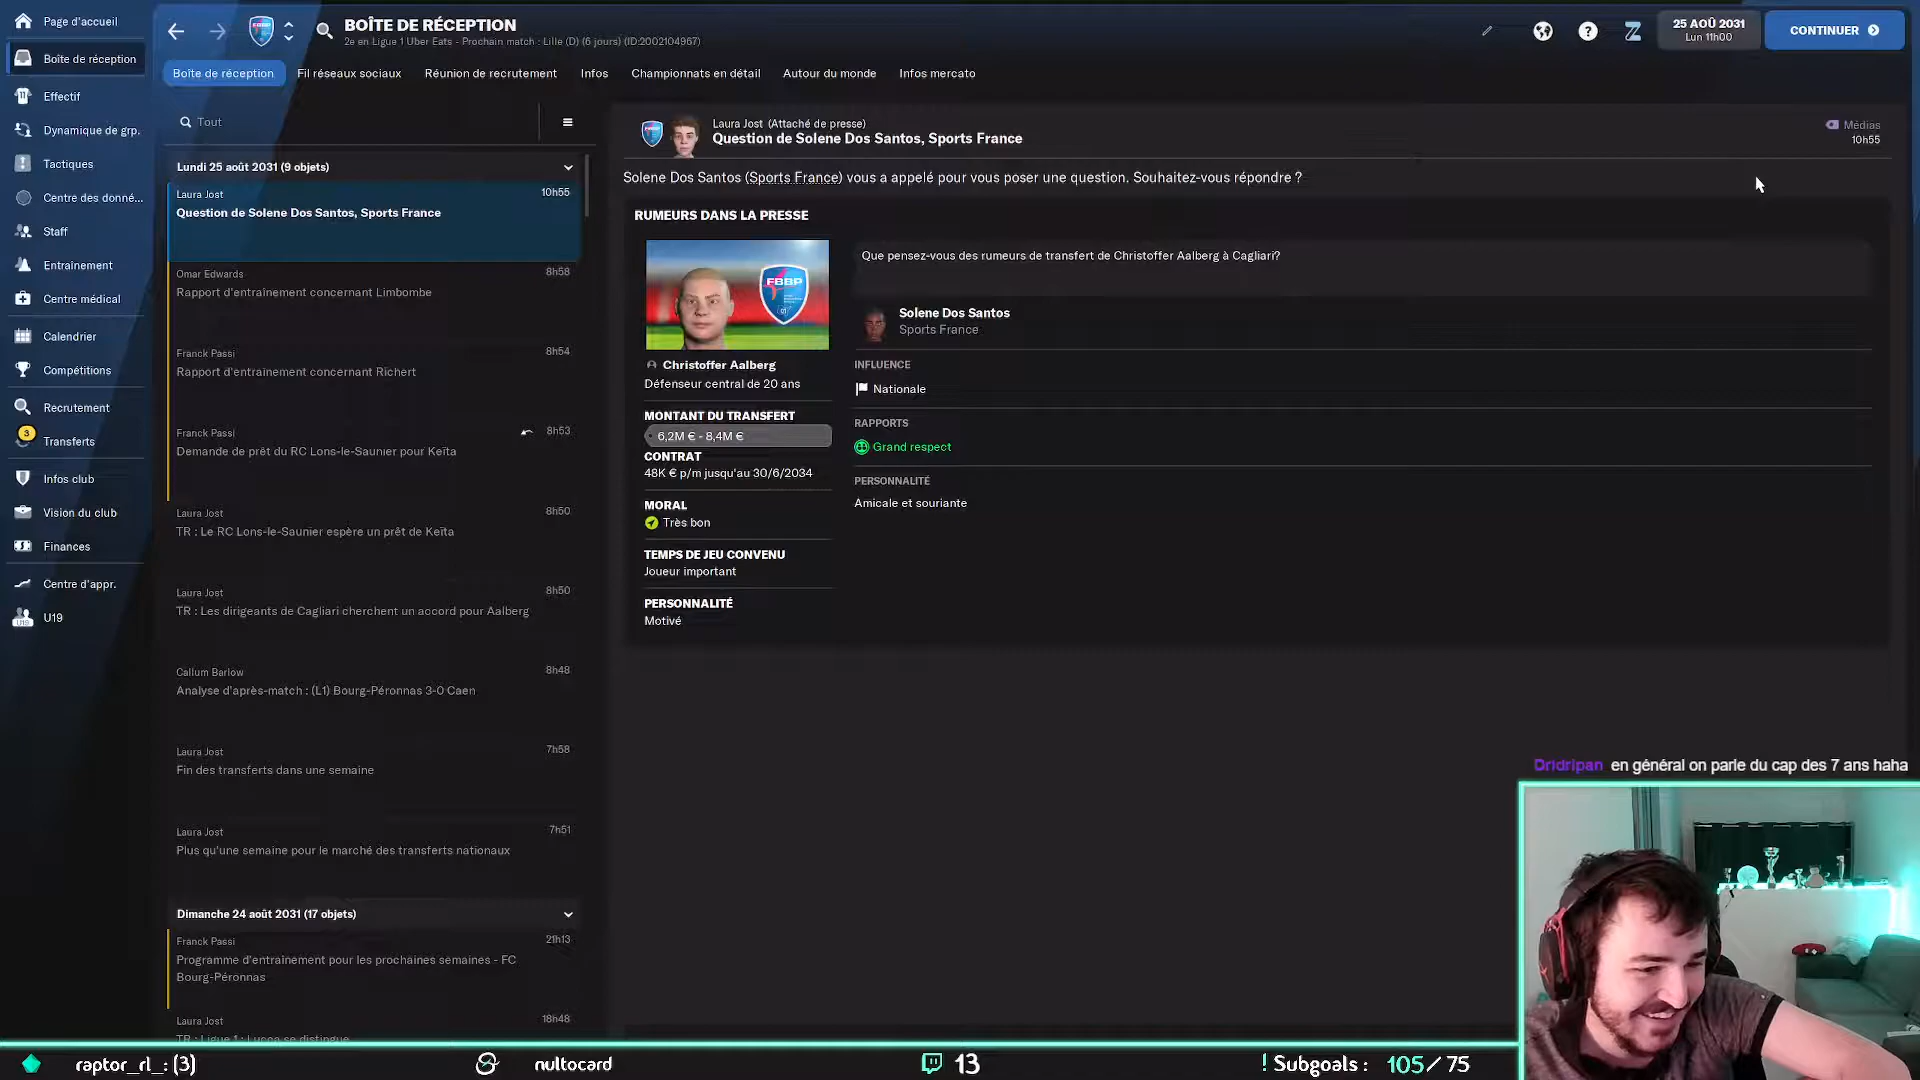 Page d'accueil
Boîte de réception
Effectif
Dynamique de grp.
Tactiques
Centre des donné...
Staff
Entraînement
Centre médical
Calendrier
Compétitions
Recrutement
3
Transferts
Infos club
Vision du club
Finances
Centre d'appr.
U19
BOÎTE DE RÉCEPTION
2e en Ligue 1 Uber Eats - Prochain match : Lille (D) (6 jours) (ID:2002104967)
25 AOÛ 2031
Lun 11h00
CONTINUER
Boîte de réception
Fil réseaux sociaux
Réunion de recrutement
Infos
Championnats en détail
Autour du monde
Infos mercato
Tout
Lundi 25 août 2031 (9 objets)
Laura Jost
10h55
Question de Solene Dos Santos, Sports France
Omar Edwards
8h58
Rapport d'entraînement concernant Limbombe
Franck Passi
8h54
Rapport d'entraînement concernant Richert
Franck Passi
8h53
Demande de prêt du RC Lons-le-Saunier pour Keïta
Laura Jost
8h50
TR : Le RC Lons-le-Saunier espère un prêt de Keïta
Laura Jost
8h50
TR : Les dirigeants de Cagliari cherchent un accord pour Aalberg
Callum Barlow
8h48
Analyse d'après-match : (L1) Bourg-Péronnas 3-0 Caen
Laura Jost
7h58
Fin des transferts dans une semaine
Laura Jost
7h51
Plus qu'une semaine pour le marché des transferts nationaux
Dimanche 24 août 2031 (17 objets)
Franck Passi
21h13
Programme d'entraînement pour les prochaines semaines - FC
Bourg-Péronnas
Laura Jost
18h48
TR : Ligue 1 : Lucca se distingue
Laura Jost (Attaché de presse)
Question de Solene Dos Santos, Sports France
Médias
10h55
Solene Dos Santos (Sports France) vous a appelé pour vous poser une question. Souhaitez-vous répondre ?
RUMEURS DANS LA PRESSE
FBBP
Christoffer Aalberg
Défenseur central de 20 ans
MONTANT DU TRANSFERT
6,2M € - 8,4M €
CONTRAT
48K € p/m jusqu'au 30/6/2034
MORAL
Très bon
TEMPS DE JEU CONVENU
Joueur important
PERSONNALITÉ
Motivé
Que pensez-vous des rumeurs de transfert de Christoffer Aalberg à Cagliari?
Solene Dos Santos
Sports France
INFLUENCE
Nationale
RAPPORTS
Grand respect
PERSONNALITÉ
Amicale et souriante
Dridripan en général on parle du cap des 7 ans haha
raptor_rl_: (3)
nultocard
13
! Subgoals : 105/75